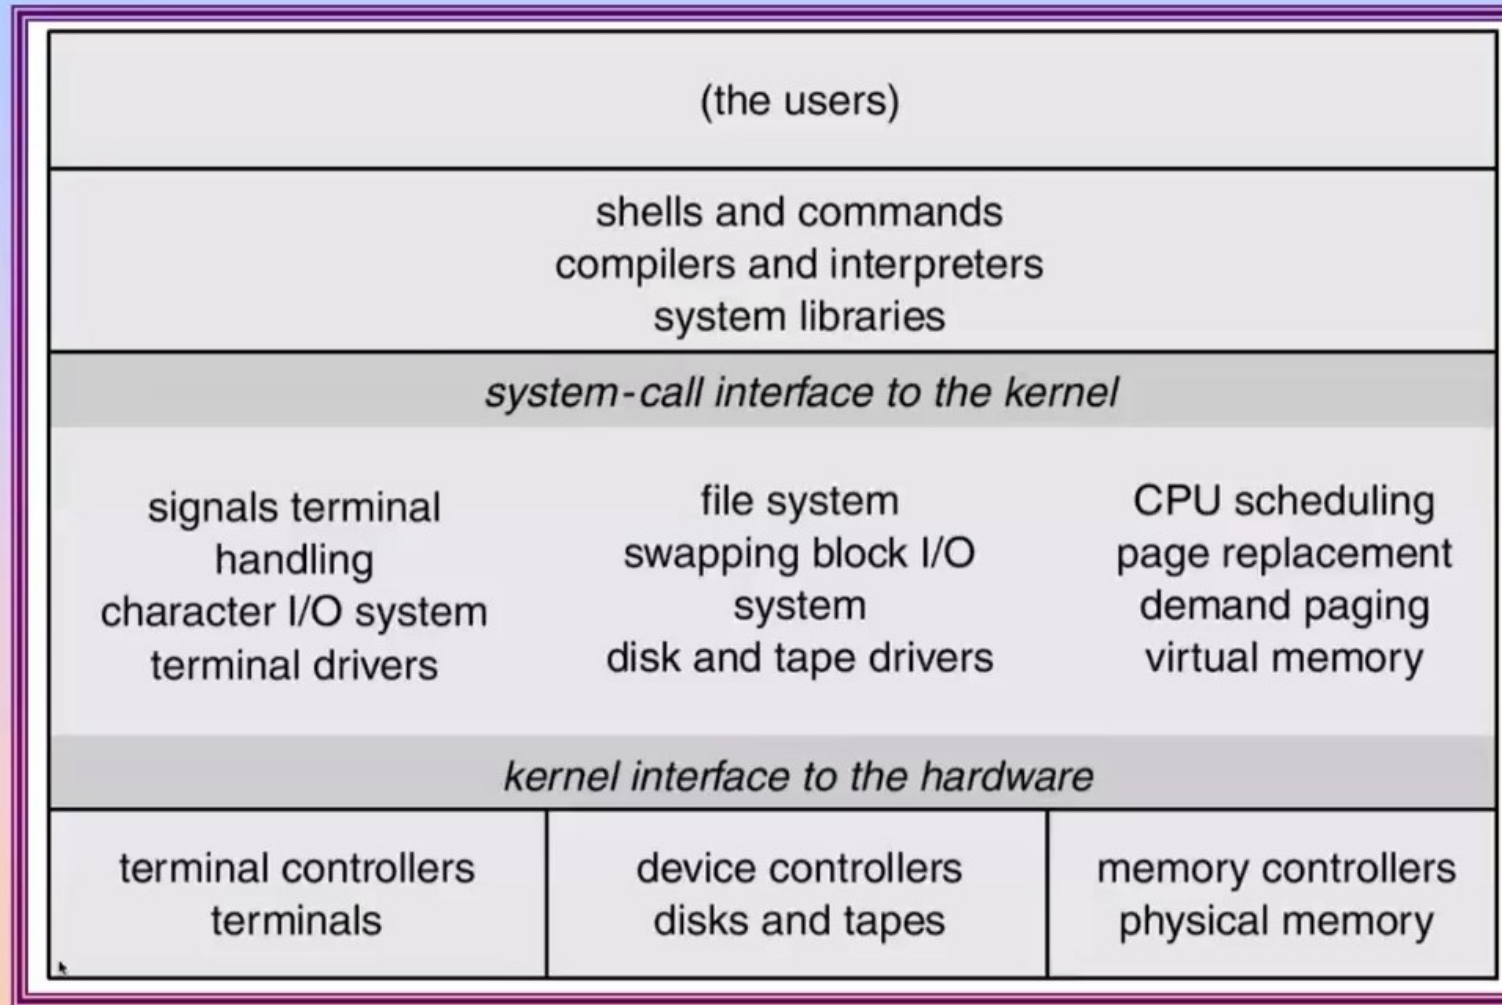 (the users)
shells and commands
compilers and interpreters
system libraries
system-call interface to the kernel
signals terminal
handling
character I/O system
terminal drivers
file system
swapping block I/O
system
disk and tape drivers
CPU scheduling
page replacement
demand paging
virtual memory
kernel interface to the hardware
terminal controllers
terminals
device controllers
disks and tapes
memory controllers
physical memory